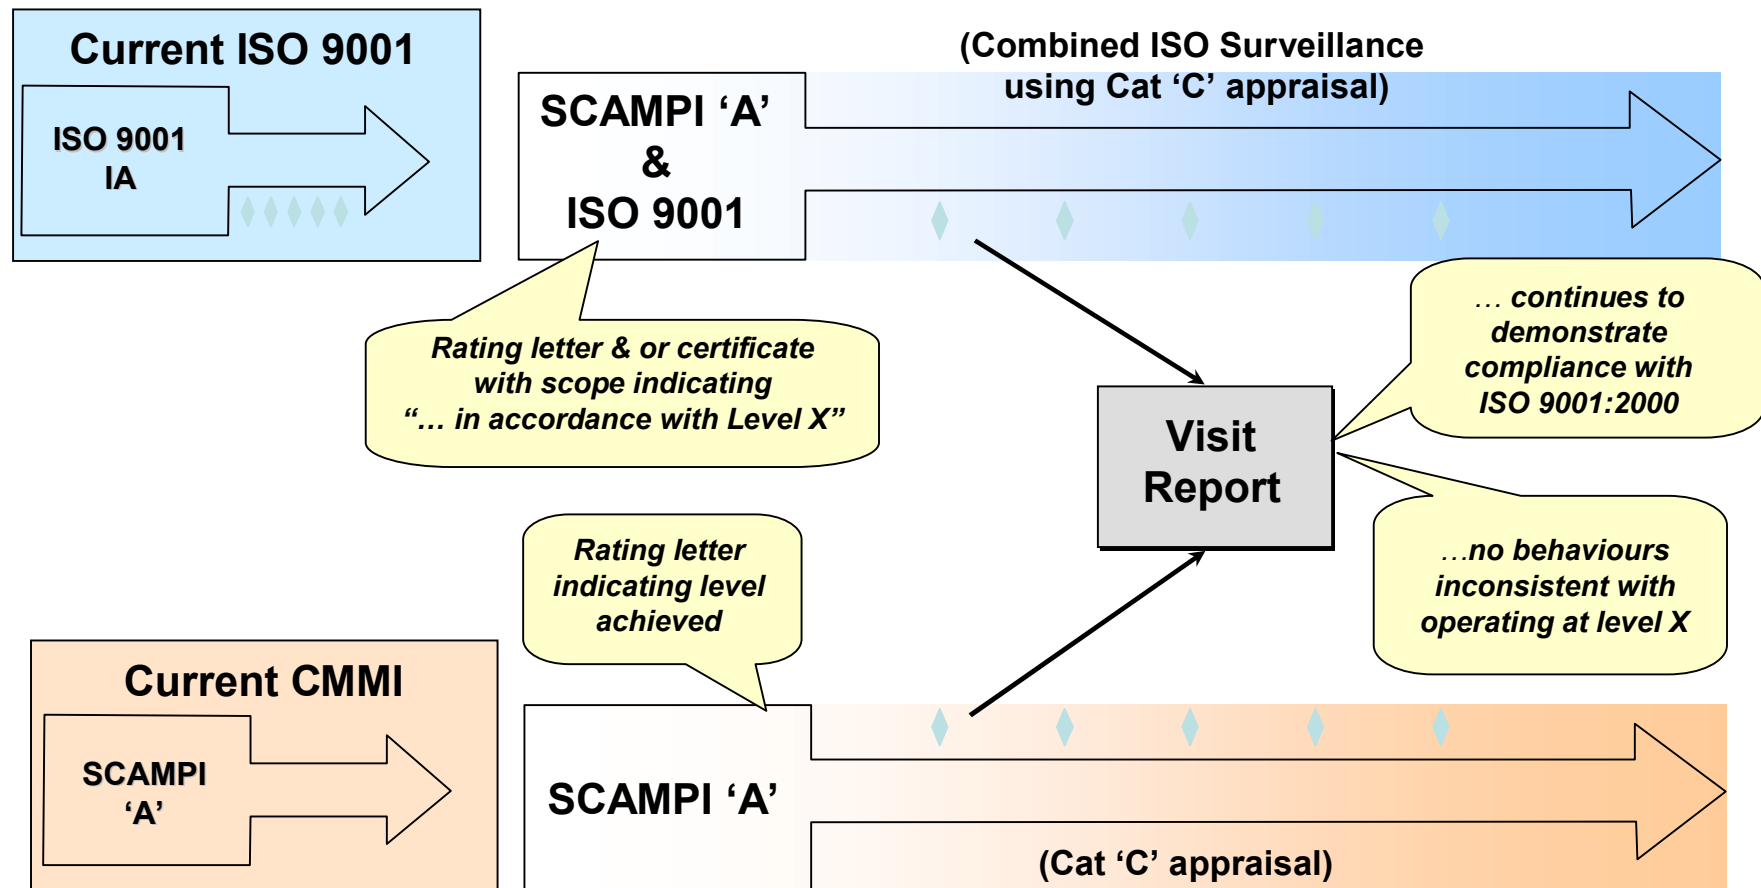 Current ISO 9001
ISO 9001
IA
(Combined ISO Surveillance
using Cat ‘C’ appraisal)
SCAMPI ‘A’
&
ISO 9001
Rating letter & or certificate
with scope indicating
“… in accordance with Level X”
… continues to
demonstrate
compliance with
ISO 9001:2000
Visit
Report
…no behaviours
inconsistent with
operating at level X
Rating letter
indicating level
achieved
Current CMMI
SCAMPI
‘A’
SCAMPI ‘A’
(Cat ‘C’ appraisal)